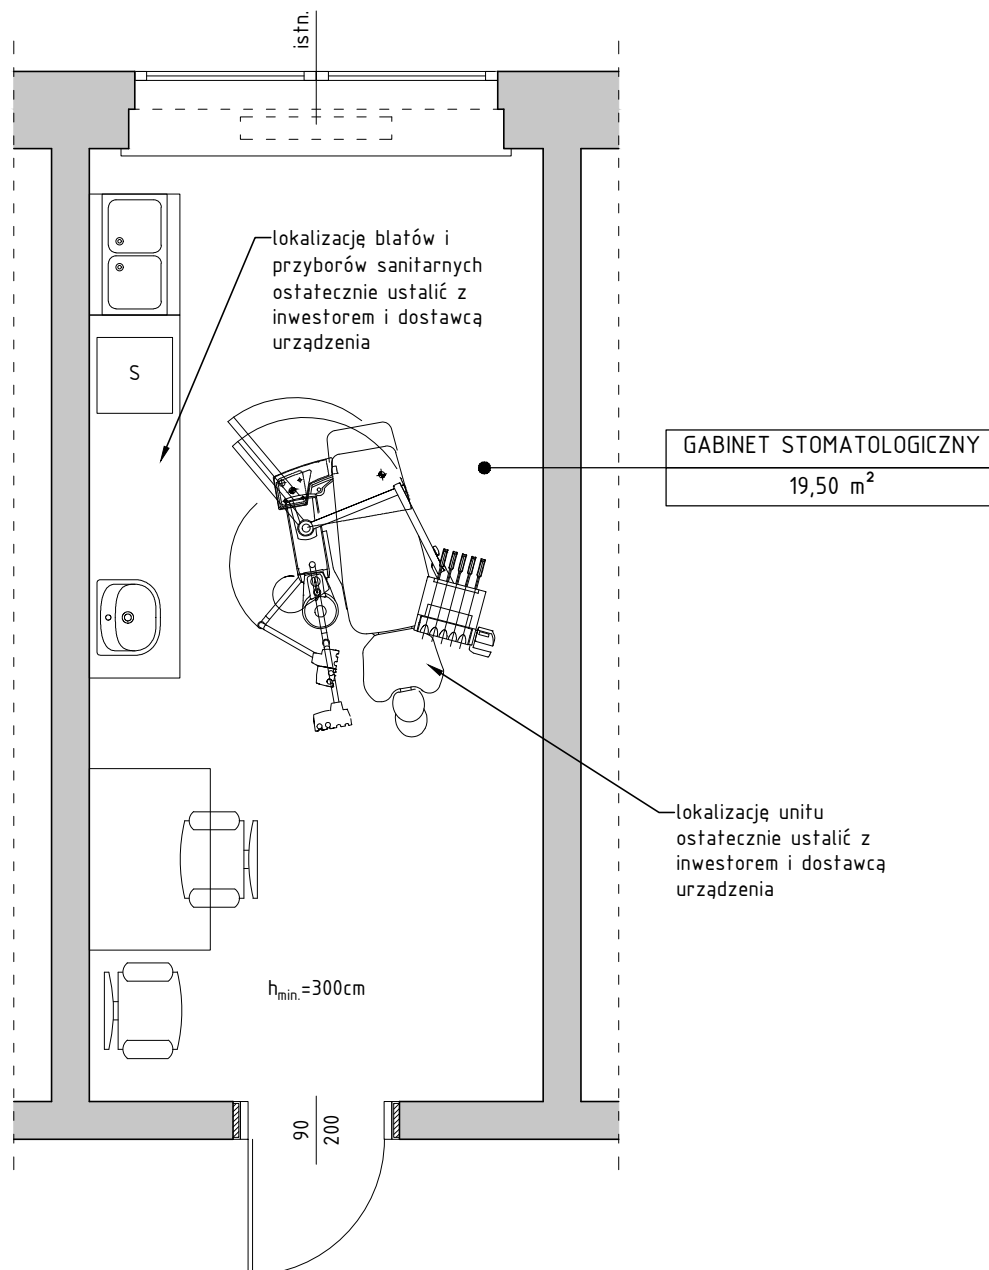 istn.
lokalizację blatów i
przyborów sanitarnych
ostatecznie ustalić z
inwestorem i dostawcą
urządzenia
S
GABINET STOMATOLOGICZNY
19,50 m²
lokalizację unitu
ostatecznie ustalić z
inwestorem i dostawcą
urządzenia
hmin.=300cm
90
200